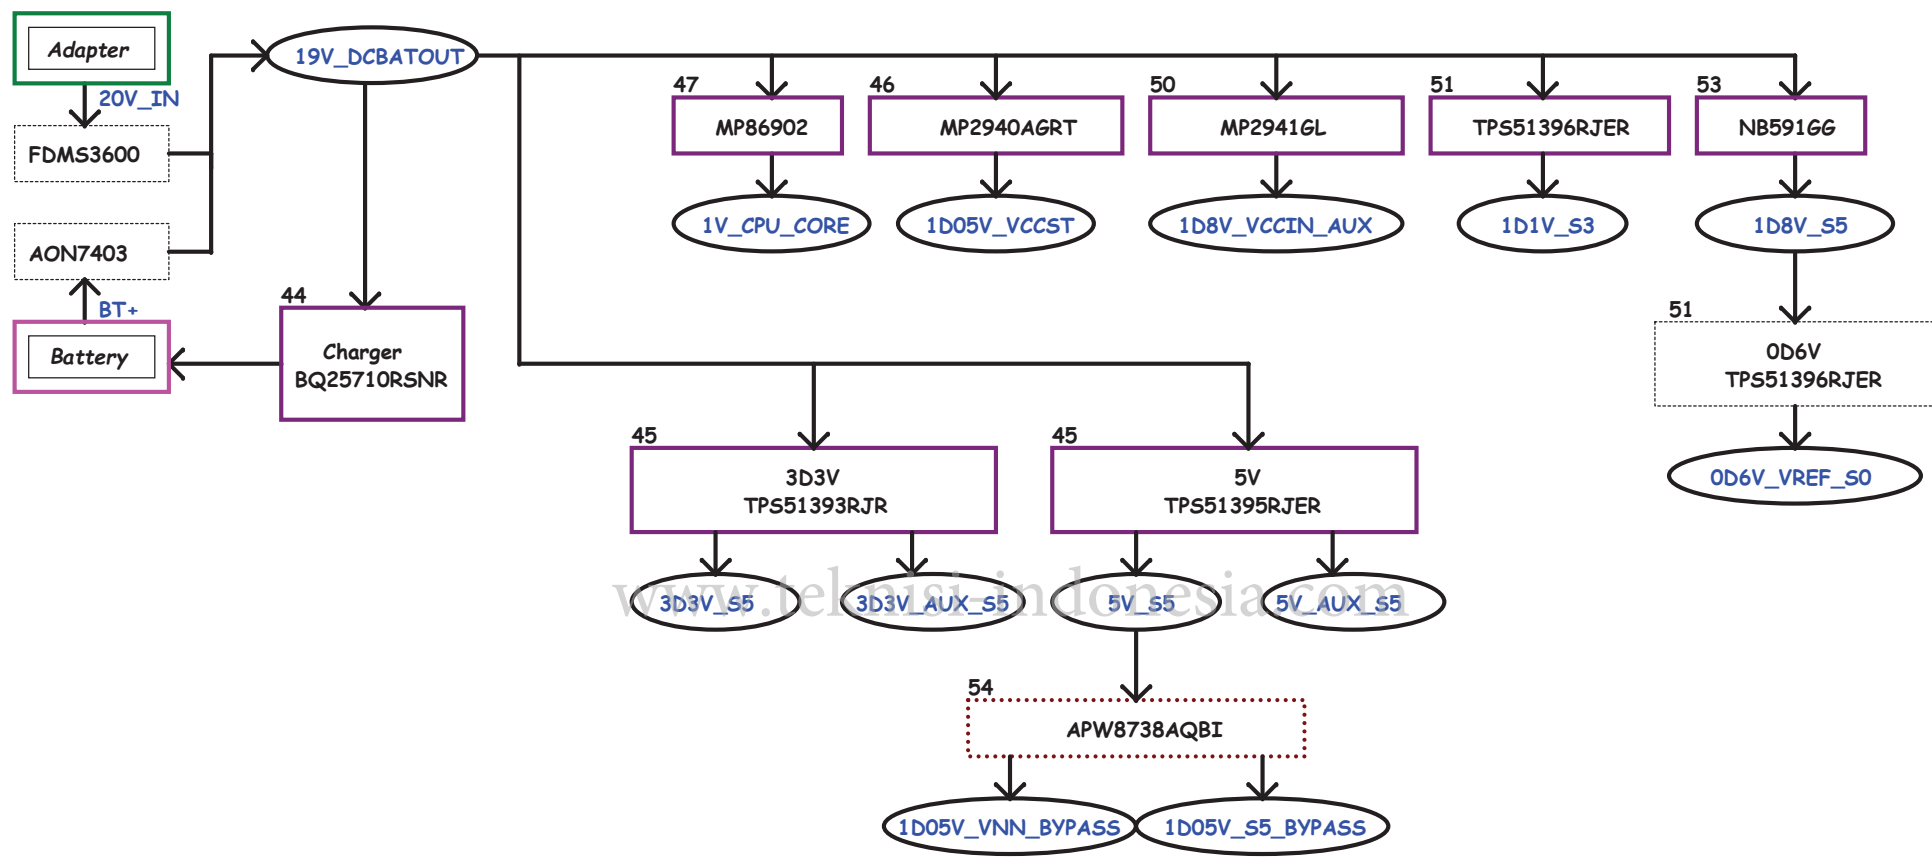 Adapter
20V_IN
FDMS3600
AON7403
BT+
Battery
19V_DCBATOUT
44
Charger
BQ25710RSNR
47
MP86902
1V_CPU_CORE
46
MP2940AGRT
1D05V_VCCST
50
MP2941GL
1D8V_VCCIN_AUX
51
TPS51396RJER
1D1V_S3
53
NB591GG
1D8V_S5
51
0D6V
TPS51396RJER
0D6V_VREF_S0
45
3D3V
TPS51393RJR
3D3V_S5
3D3V_AUX_S5
45
5V
TPS51395RJER
5V_S5
5V_AUX_S5
www.teknisi-indonesia.com
54
APW8738AQBI
1D05V_VNN_BYPASS
1D05V_S5_BYPASS